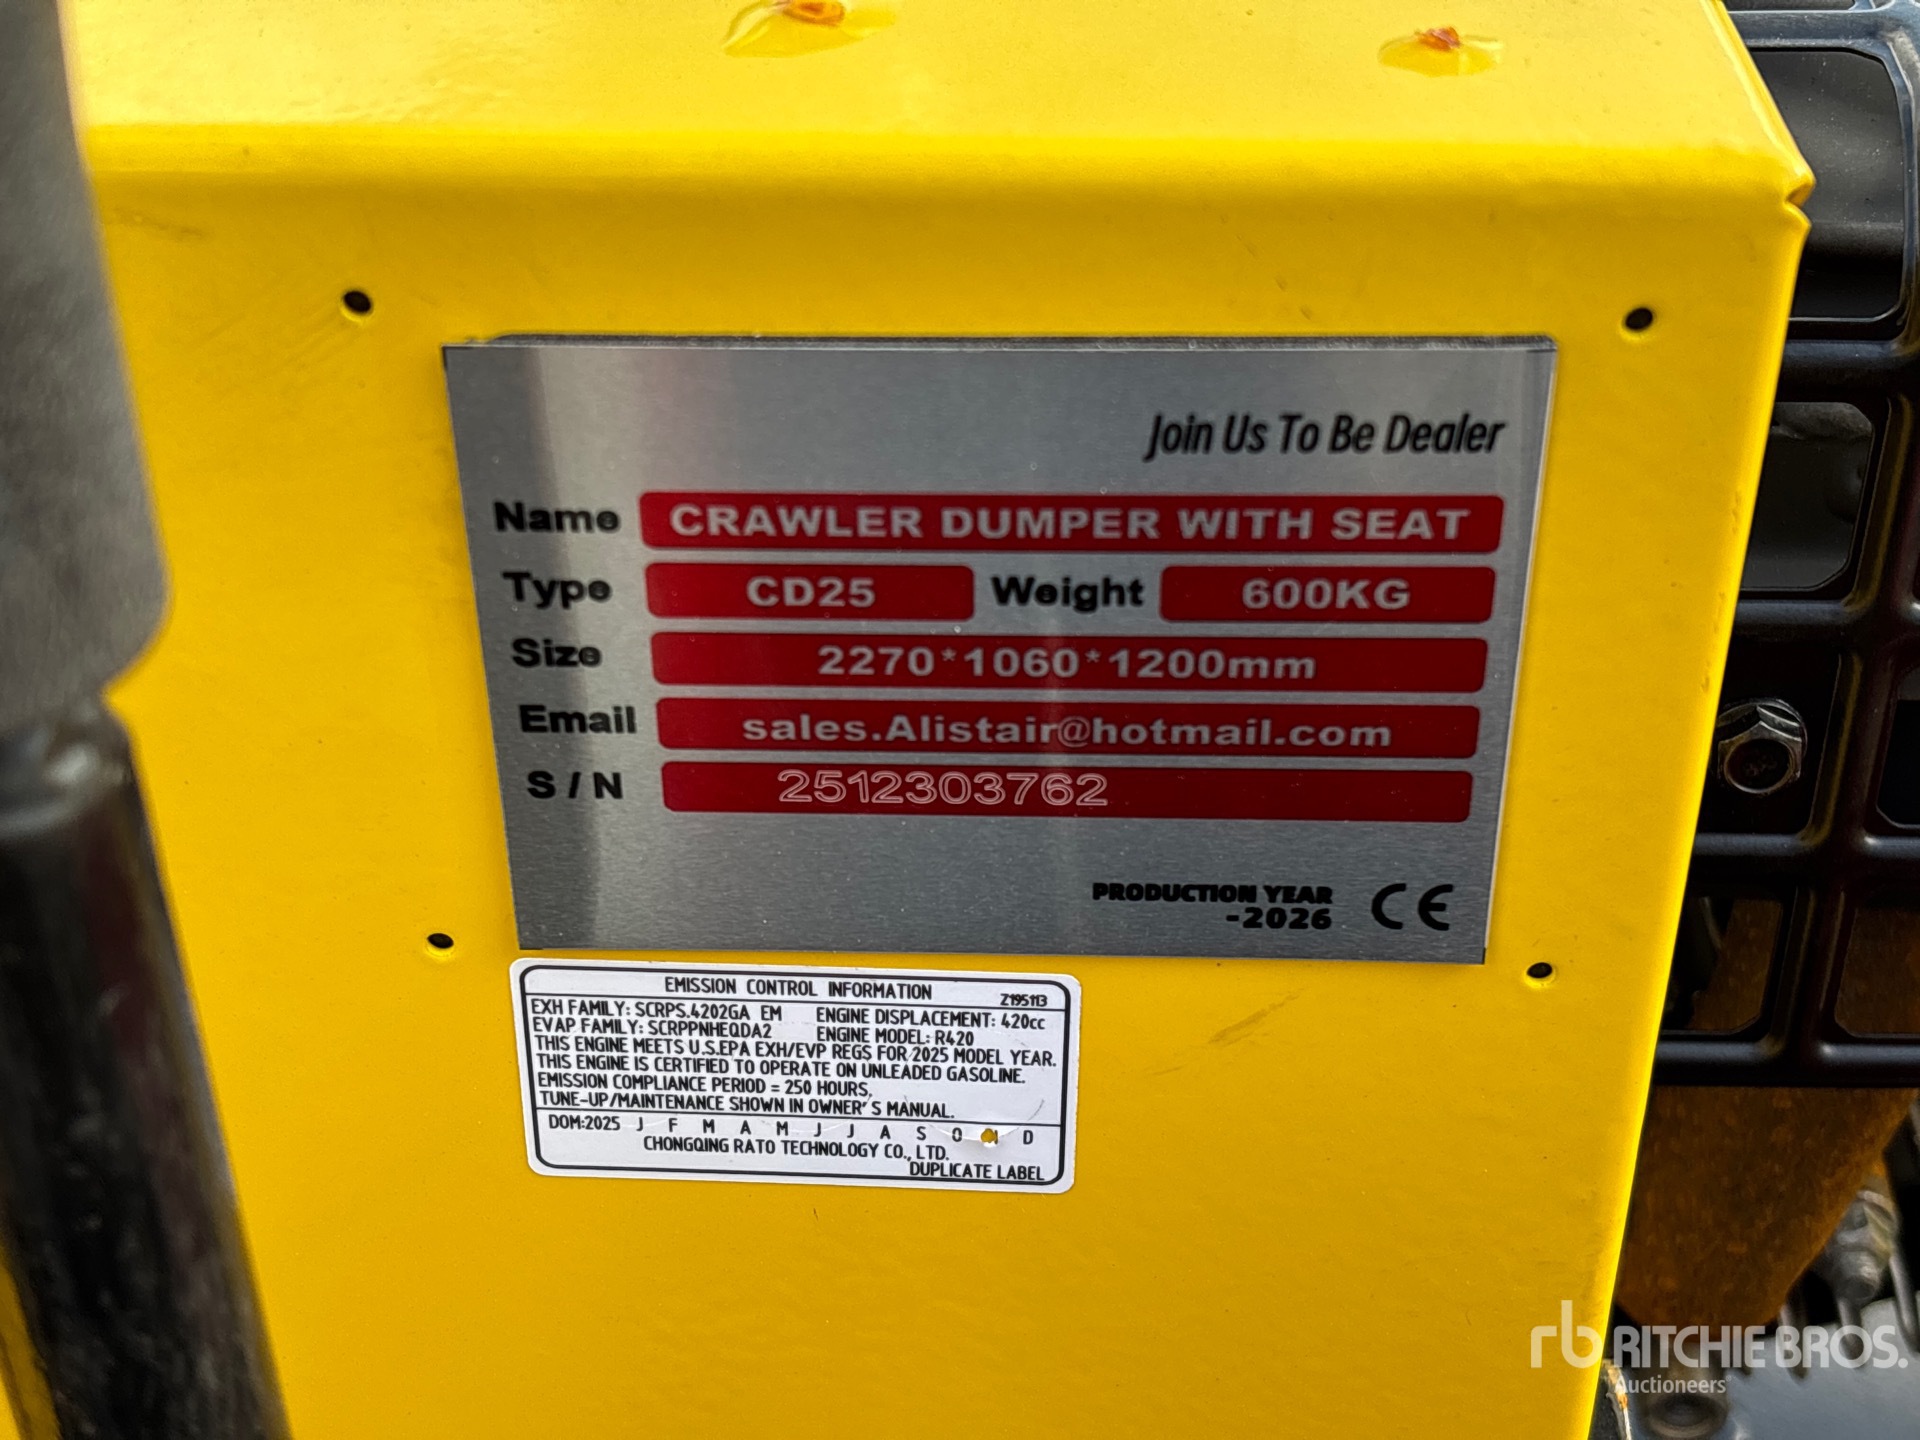 Join Us To Be Dealer
Name CRAWLER DUMPER WITH SEAT
Type CD25 Weight 600KG
Size 2270*1060*1200mm
Email sales.Alistair@hotmail.com
S / N 2512303762
PRODUCTION YEAR
-2026 CE
EMISSION CONTROL INFORMATION Z195113
EXH FAMILY: SCRPS.4202GA EM ENGINE DISPLACEMENT: 420cc
EVAP FAMILY: SCRPPNHEQDA2 ENGINE MODEL: R420
THIS ENGINE MEETS U.S.EPA EXH/EVP REGS FOR 2025 MODEL YEAR.
THIS ENGINE IS CERTIFIED TO OPERATE ON UNLEADED GASOLINE.
EMISSION COMPLIANCE PERIOD = 250 HOURS,
TUNE-UP/MAINTENANCE SHOWN IN OWNER'S MANUAL.
DOM:2025 J F M A M J J A S O D
CHONGQING RATO TECHNOLOGY CO., LTD.
DUPLICATE LABEL
rb RITCHIE BROS.
Auctioneers